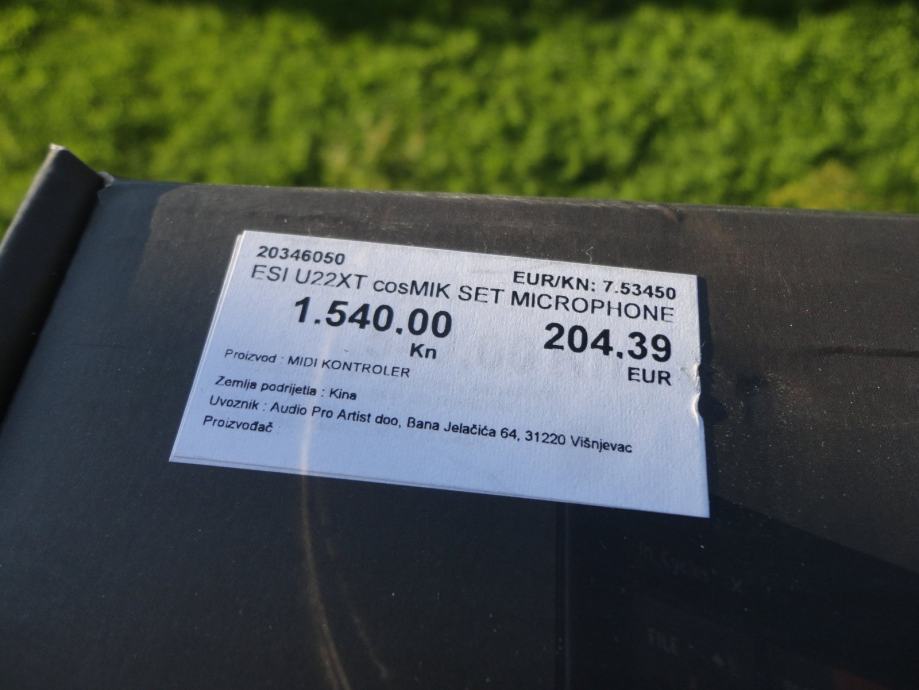 20346050
EUR/KN: 7.53450
ESI U22XT cosMIK SET MICROPHONE
1.540,00
204,39
Kn
EUR
Proizvod : MIDI KONTROLER
Zemlja podrijetla : Kina
Uvoznik : Audio Pro Artist doo, Bana Jelačića 64, 31220 Višnjevac
Proizvođač